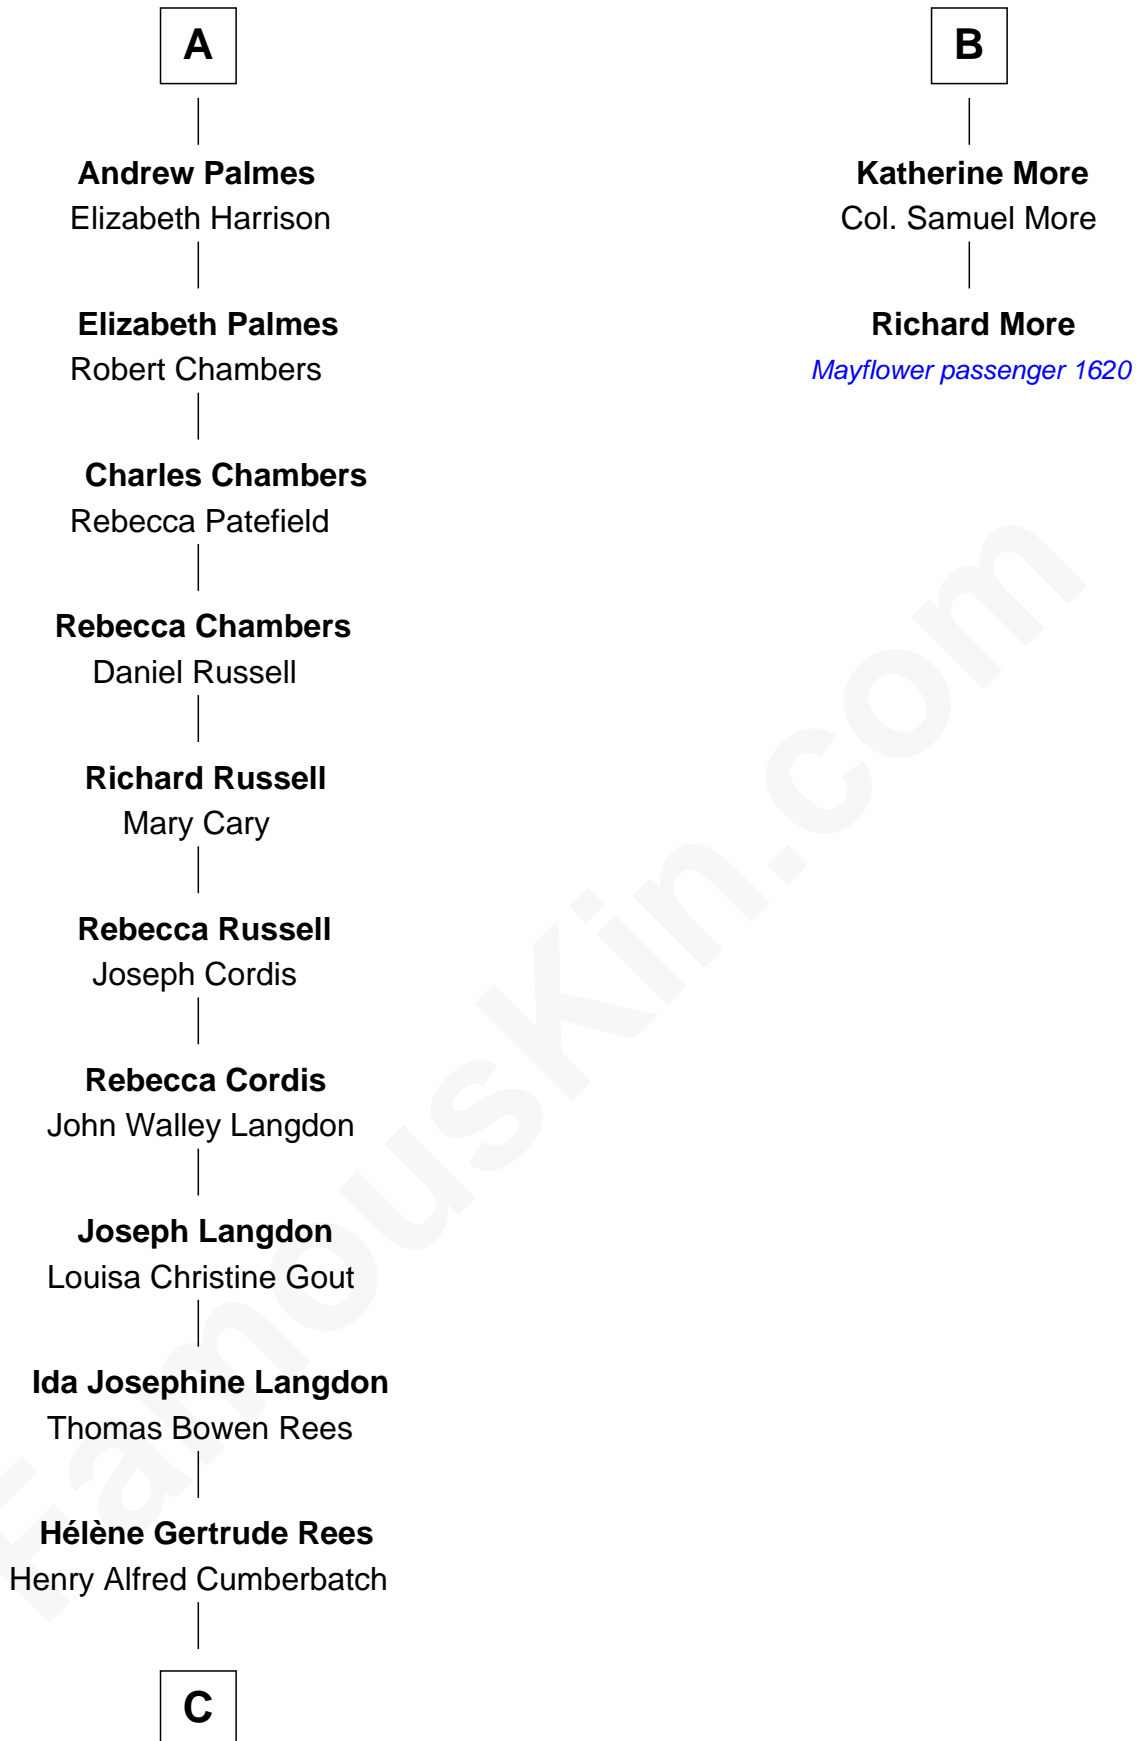 A
Andrew Palmes
Elizabeth Harrison
Elizabeth Palmes
Robert Chambers
Charles Chambers
Rebecca Patefield
Rebecca Chambers
Daniel Russell
Richard Russell
Mary Cary
Rebecca Russell
Joseph Cordis
Rebecca Cordis
John Walley Langdon
Joseph Langdon
Louisa Christine Gout
Ida Josephine Langdon
Thomas Bowen Rees
Hélène Gertrude Rees
Henry Alfred Cumberbatch
C
B
Katherine More
Col. Samuel More
Richard More
Mayflower passenger 1620
FamousKin.com